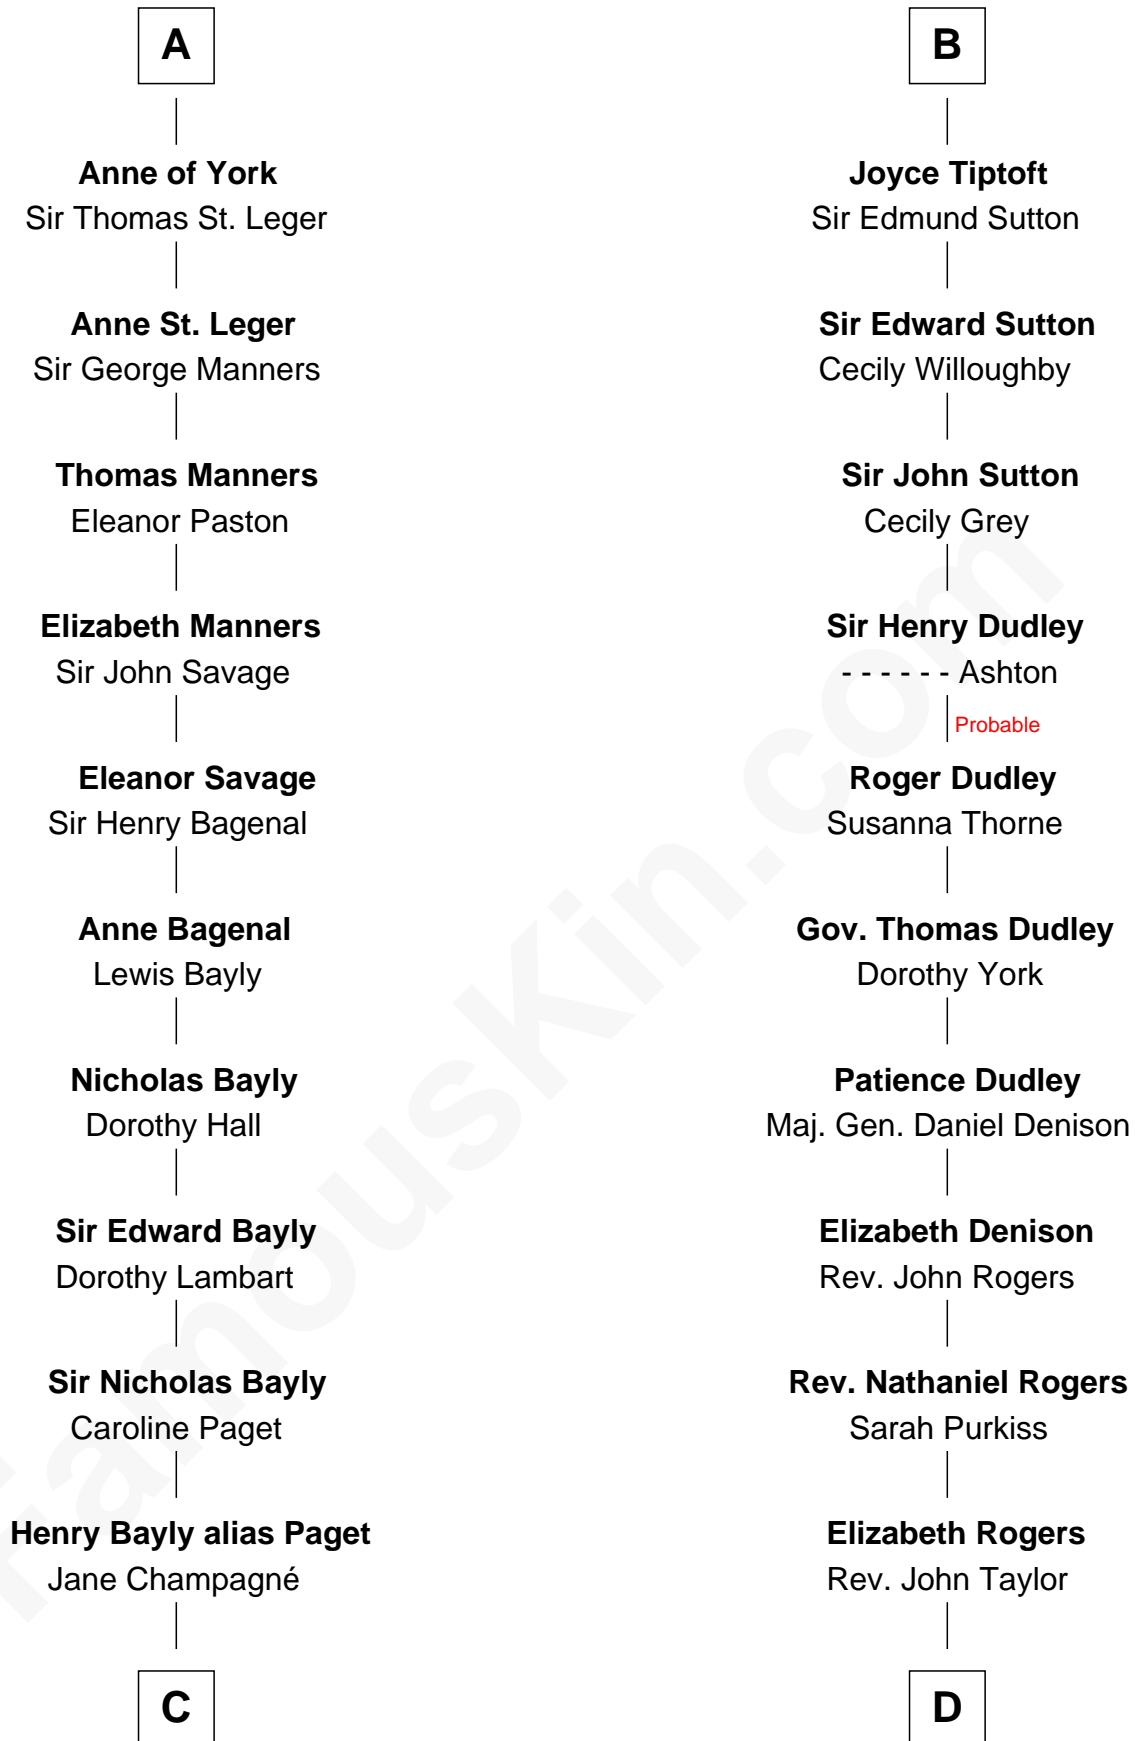 A
Anne of York
Sir Thomas St. Leger
Anne St. Leger
Sir George Manners
Thomas Manners
Eleanor Paston
Elizabeth Manners
Sir John Savage
Eleanor Savage
Sir Henry Bagenal
Anne Bagenal
Lewis Bayly
Nicholas Bayly
Dorothy Hall
Sir Edward Bayly
Dorothy Lambart
Sir Nicholas Bayly
Caroline Paget
Henry Bayly alias Paget
Jane Champagné
C
B
Joyce Tiptoft
Sir Edmund Sutton
Sir Edward Sutton
Cecily Willoughby
Sir John Sutton
Cecily Grey
Sir Henry Dudley
- - - - - - Ashton
Probable
Roger Dudley
Susanna Thorne
Gov. Thomas Dudley
Dorothy York
Patience Dudley
Maj. Gen. Daniel Denison
Elizabeth Denison
Rev. John Rogers
Rev. Nathaniel Rogers
Sarah Purkiss
Elizabeth Rogers
Rev. John Taylor
D
FamousKin.com